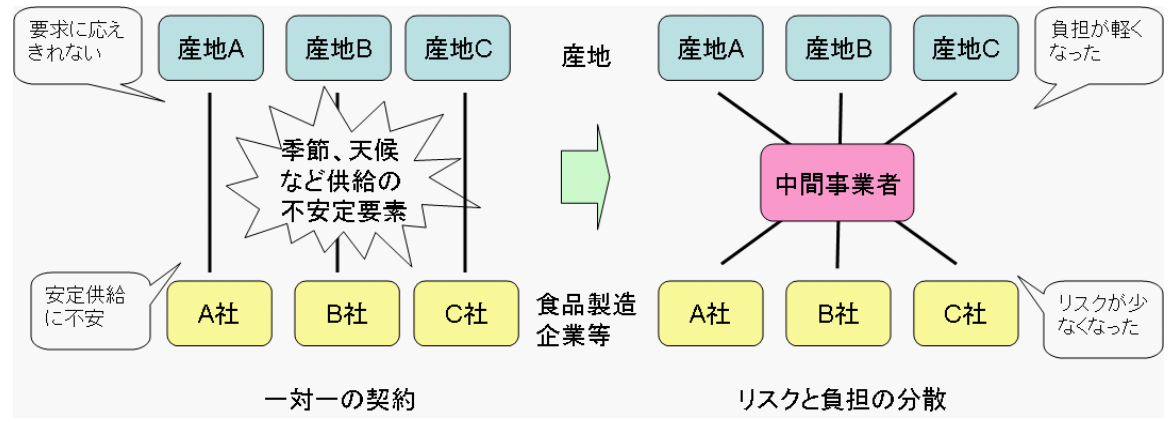 要求に応え
きれない
産地A
産地B
産地C
産地
産地A
産地B
産地C
負担が軽く
なった
季節、天候
など供給の
不安定要素
中間事業者
安定供給
に不安
A社
B社
C社
食品製造
企業等
A社
B社
C社
リスクが少
なくなった
一対一の契約
リスクと負担の分散